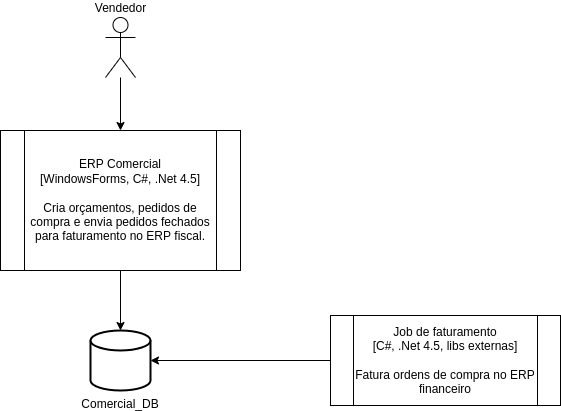 Vendedor
ERP Comercial
[WindowsForms, C#, .Net 4.5]
Cria orçamentos, pedidos de
compra e envia pedidos fechados
para faturamento no ERP fiscal.
Job de faturamento
[C#, .Net 4.5, libs externas]
Fatura ordens de compra no ERP
financeiro
Comercial_DB